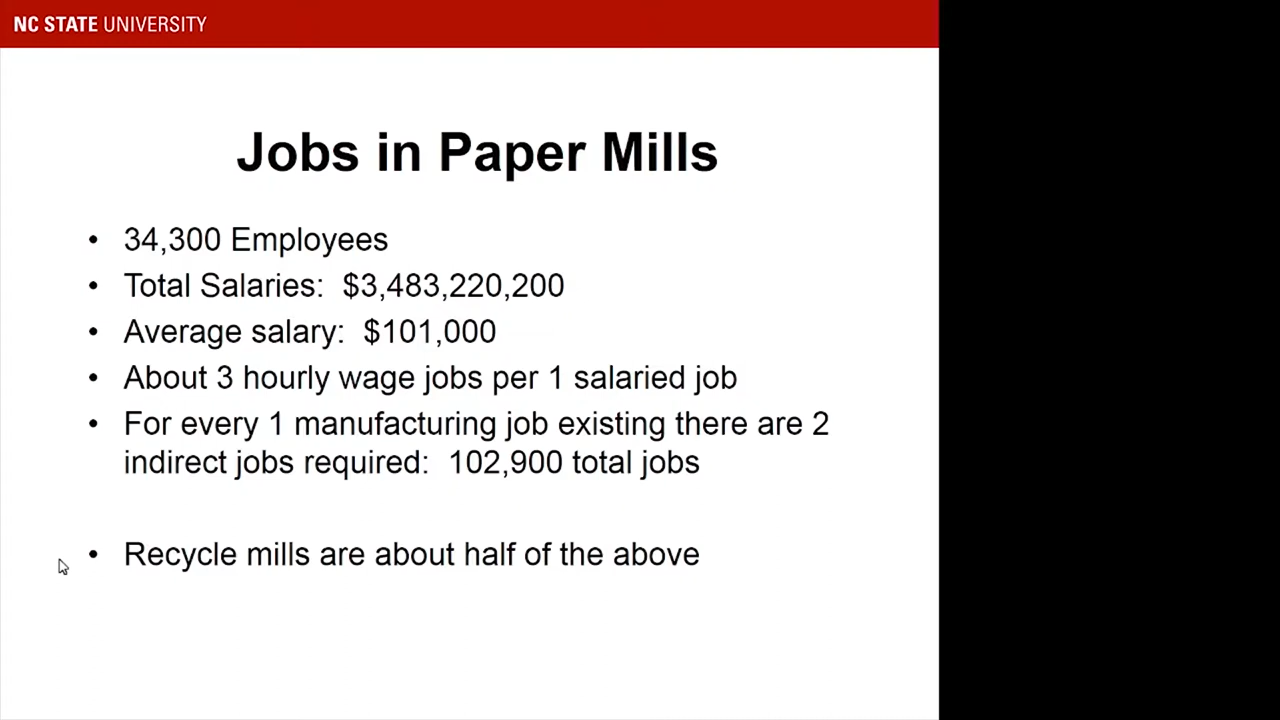 NC STATE UNIVERSITY
Jobs in Paper Mills
• 34,300 Employees
• Total Salaries: $3,483,220,200
• Average salary: $101,000
• About 3 hourly wage jobs per 1 salaried job
• For every 1 manufacturing job existing there are 2
indirect jobs required: 102,900 total jobs
• Recycle mills are about half of the above